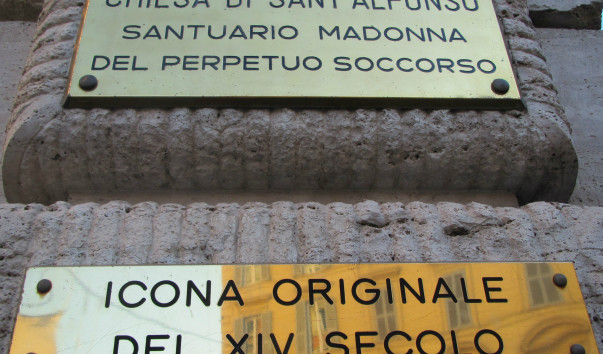 CHIESA DI SANT'ALFONSO
SANTUARIO MADONNA
DEL PERPETUO SOCCORSO
ICONA ORIGINALE
DEL XIV SECOLO